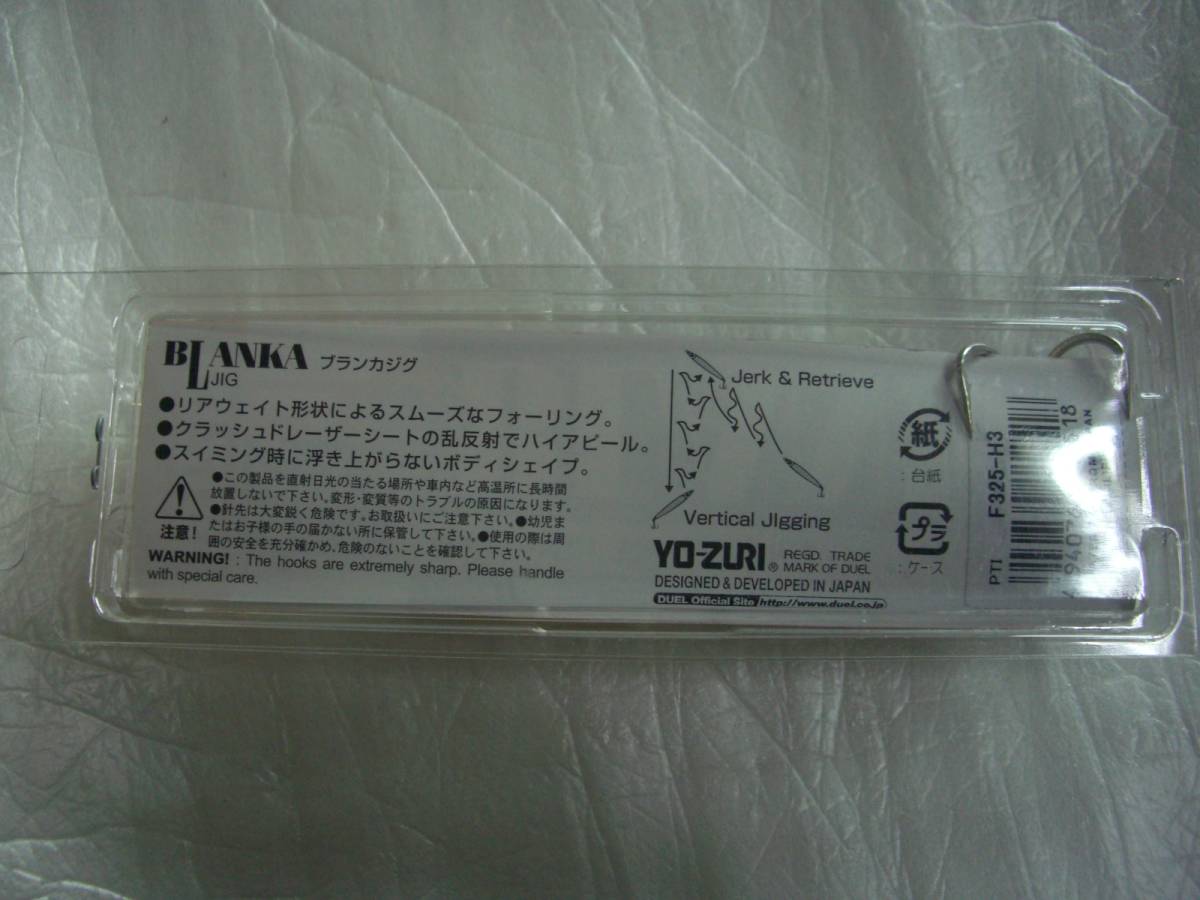 BLANKA ブランカジグ
JIG
●リアウェイト形状によるスムーズなフォーリング。
●クラッシュドレーザーシートの乱反射でハイアピール。
●スイミング時に浮き上がらないボディシェイプ。
注意!
●この製品を直射日光の当たる場所や車内など高温所に長時間
放置しないで下さい。変形・変質等のトラブルの原因になります。
●針先は大変鋭く危険です。お取扱いにご注意下さい。●幼児ま
たはお子様の手の届かない所に保管して下さい。●使用の際は周
囲の安全を充分確かめ、危険のないことを確認して下さい。
WARNING! : The hooks are extremely sharp. Please handle
with special care.
Jerk & Retrieve
Vertical JIgging
YO-ZURI ® REGD. TRADE
MARK OF DUEL
DESIGNED & DEVELOPED IN JAPAN
DUEL Official Site http://www.duel.co.jp
紙
: 台紙
プラ
: ケース
PTI F325-H3